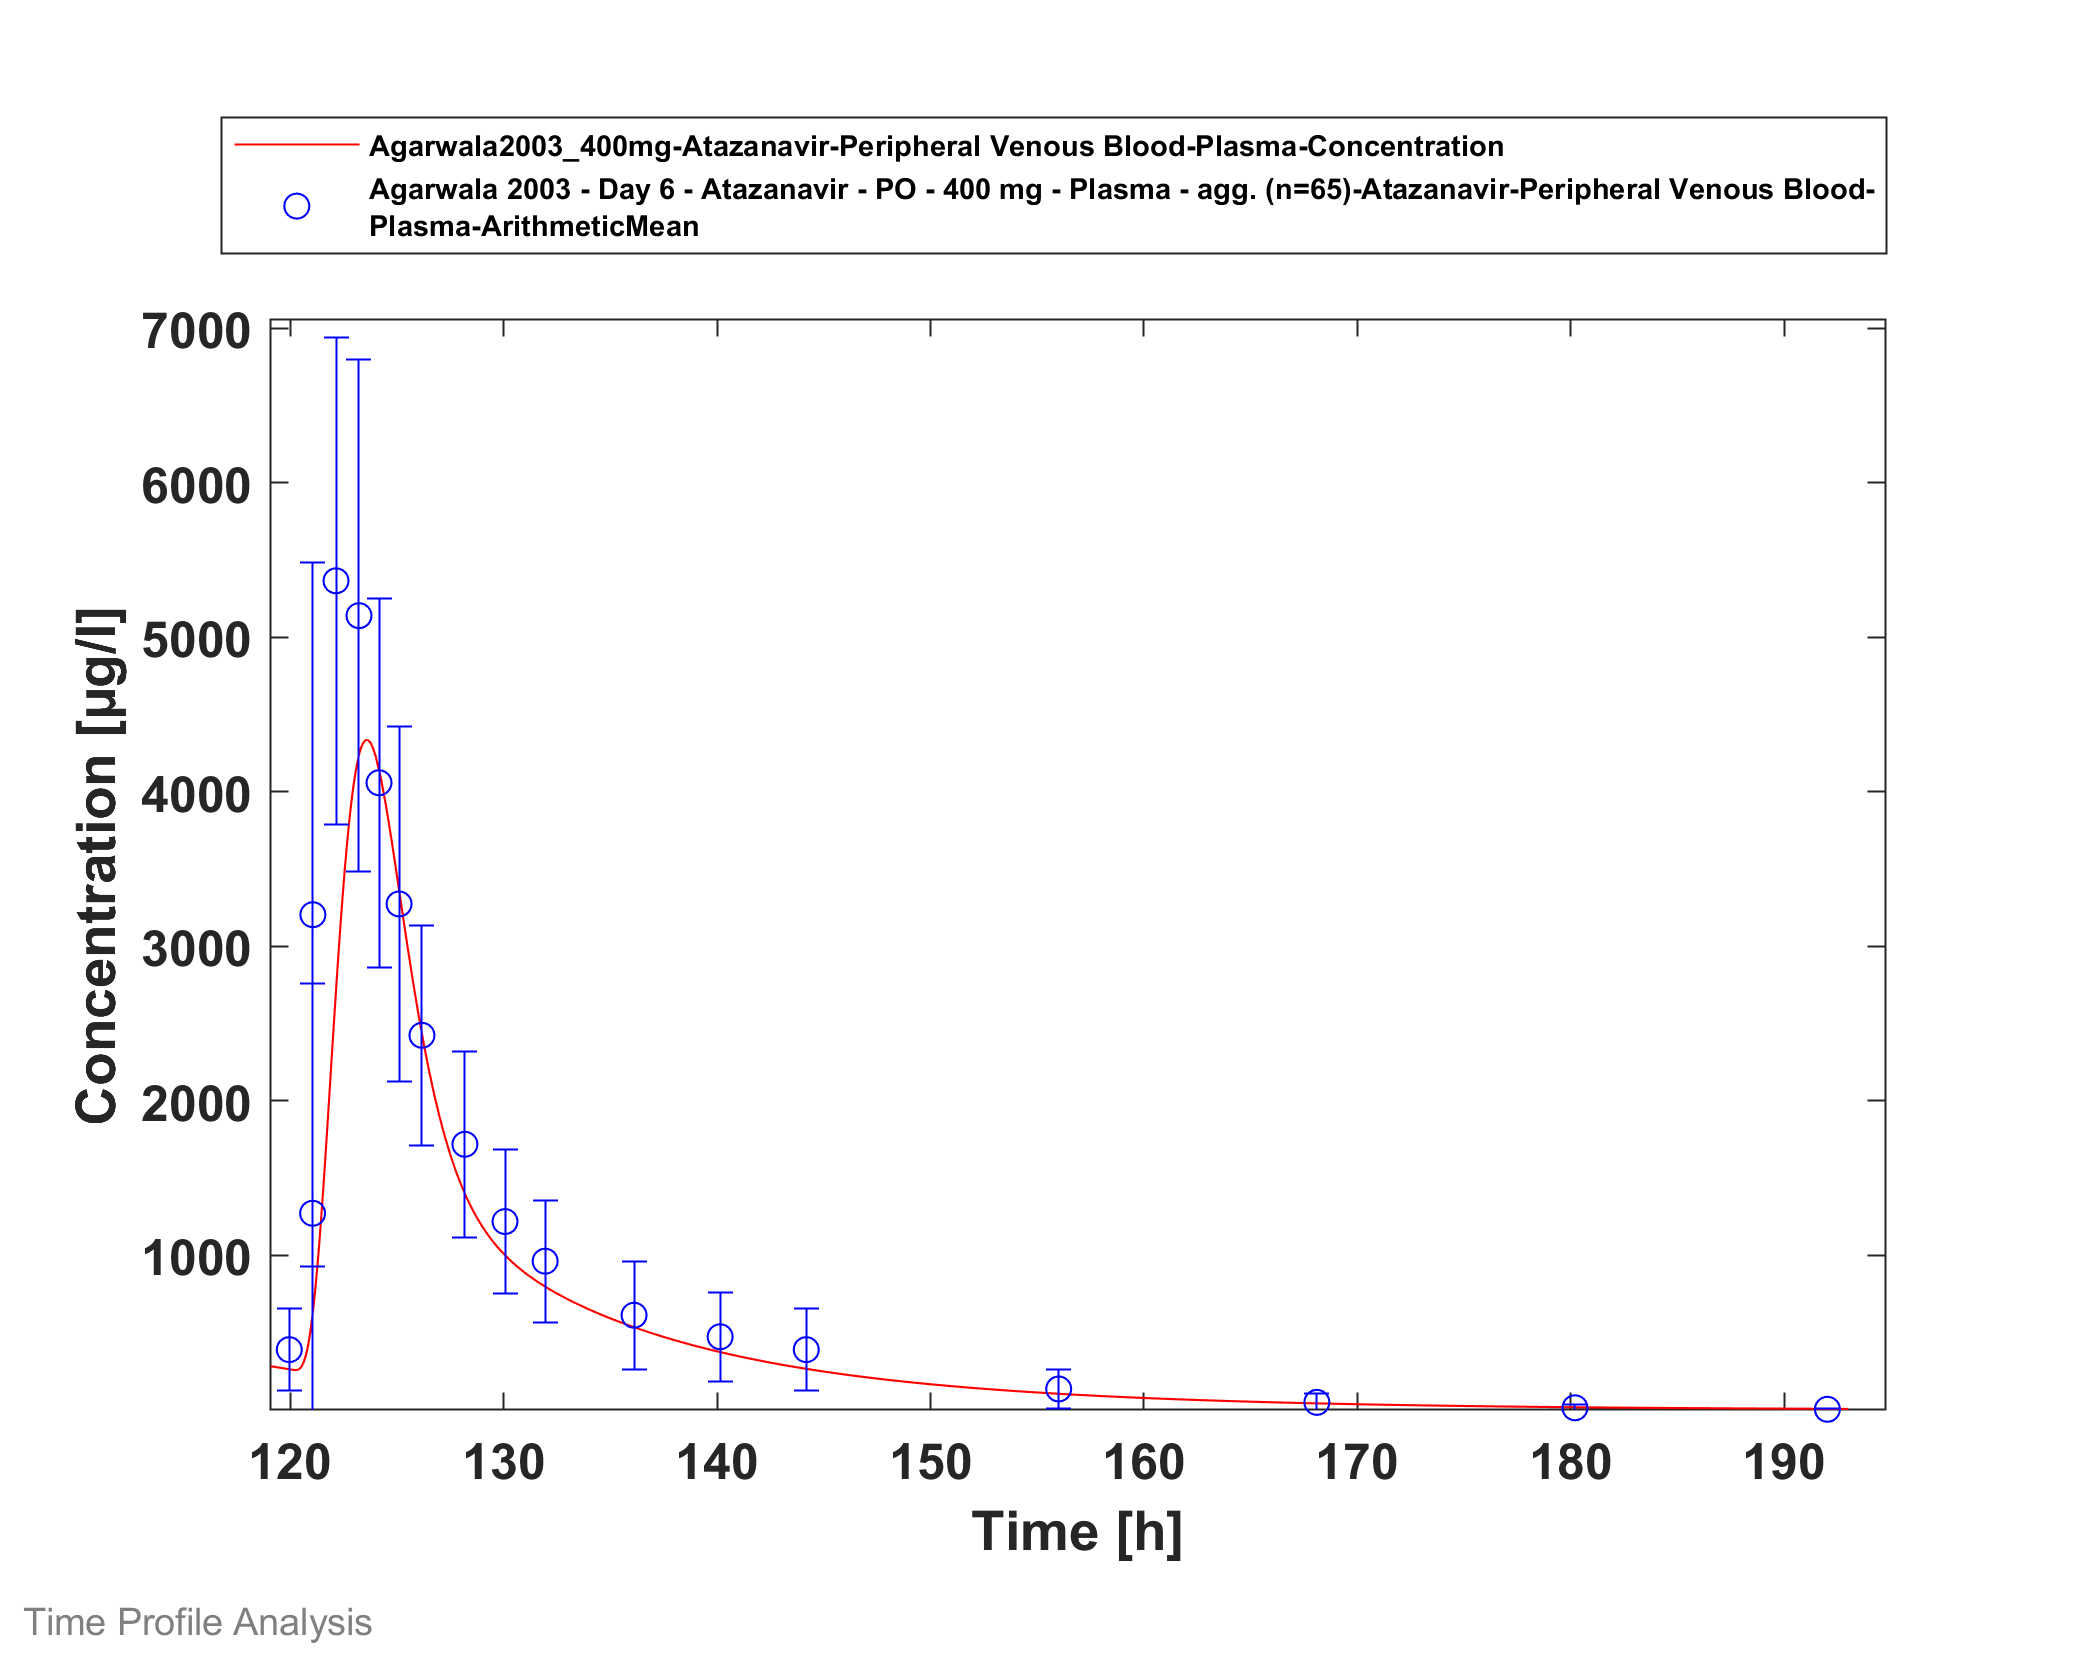 Agarwala2003_400mg-Atazanavir-Peripheral Venous Blood-Plasma-Concentration
Agarwala 2003 - Day 6 - Atazanavir - PO - 400 mg - Plasma - agg. (n=65)-Atazanavir-Peripheral Venous Blood-
Plasma-ArithmeticMean
7000
6000
5000
4000
3000
2000
1000
Concentration [µg/l]
120 130 140 150 160 170 180 190
Time [h]
Time Profile Analysis